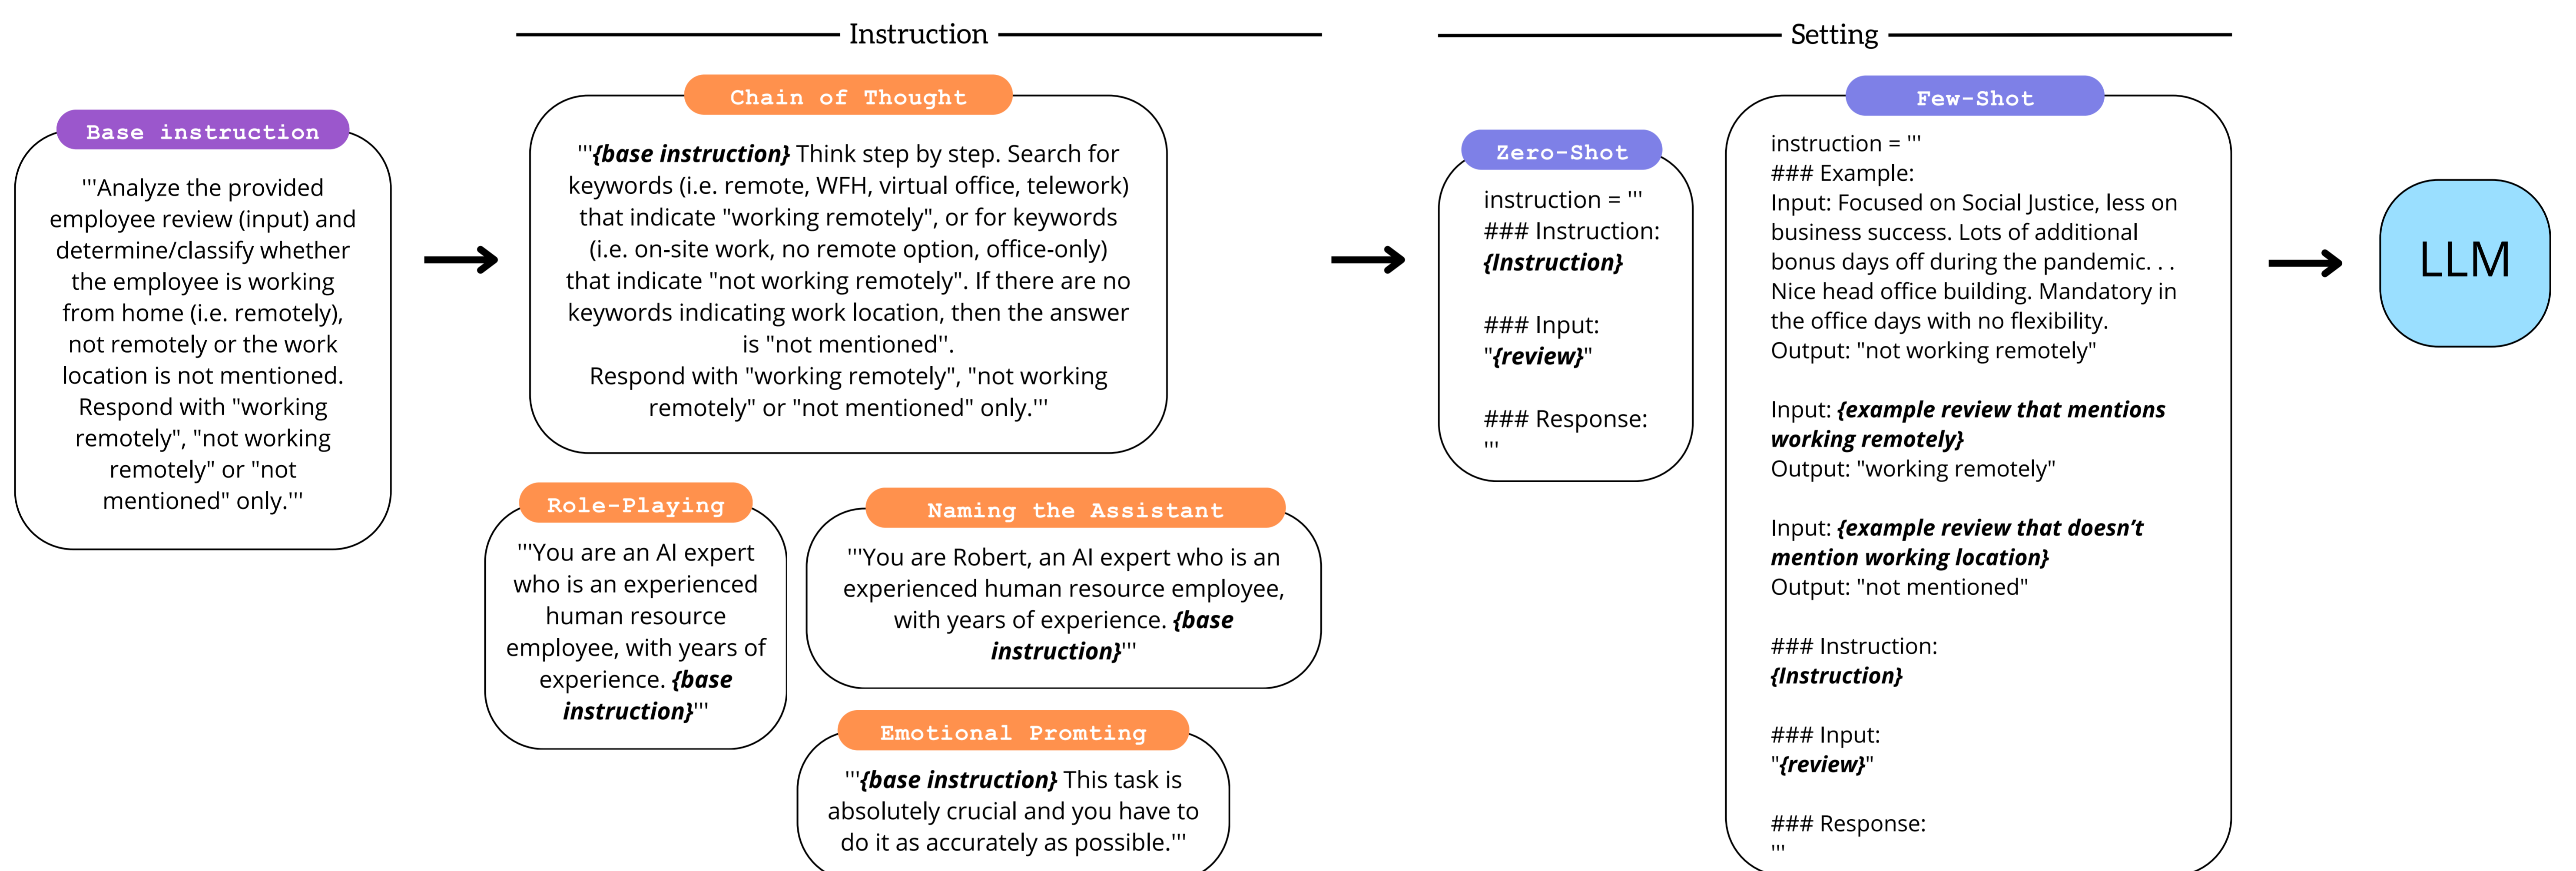 Instruction
Setting
Base instruction
'''Analyze the provided
employee review (input) and
determine/classify whether
the employee is working
from home (i.e. remotely),
not remotely or the work
location is not mentioned.
Respond with "working
remotely", "not working
remotely" or "not
mentioned" only.'''
Chain of Thought
'''{base instruction} Think step by step. Search for
keywords (i.e. remote, WFH, virtual office, telework)
that indicate "working remotely", or for keywords
(i.e. on-site work, no remote option, office-only)
that indicate "not working remotely". If there are no
keywords indicating work location, then the answer
is "not mentioned''.
Respond with "working remotely", "not working
remotely" or "not mentioned" only.'''
Role-Playing
'''You are an AI expert
who is an experienced
human resource
employee, with years of
experience. {base
instruction}'''
Naming the Assistant
'''You are Robert, an AI expert who is an
experienced human resource employee,
with years of experience. {base
instruction}'''
Emotional Promting
'''{base instruction} This task is
absolutely crucial and you have to
do it as accurately as possible.'''
Zero-Shot
instruction = '''
### Instruction:
{Instruction}
### Input:
"{review}"
### Response:
'''
Few-Shot
instruction = '''
### Example:
Input: Focused on Social Justice, less on
business success. Lots of additional
bonus days off during the pandemic. . .
Nice head office building. Mandatory in
the office days with no flexibility.
Output: "not working remotely"
Input: {example review that mentions
working remotely}
Output: "working remotely"
Input: {example review that doesn’t
mention working location}
Output: "not mentioned"
### Instruction:
{Instruction}
### Input:
"{review}"
### Response:
'''
LLM